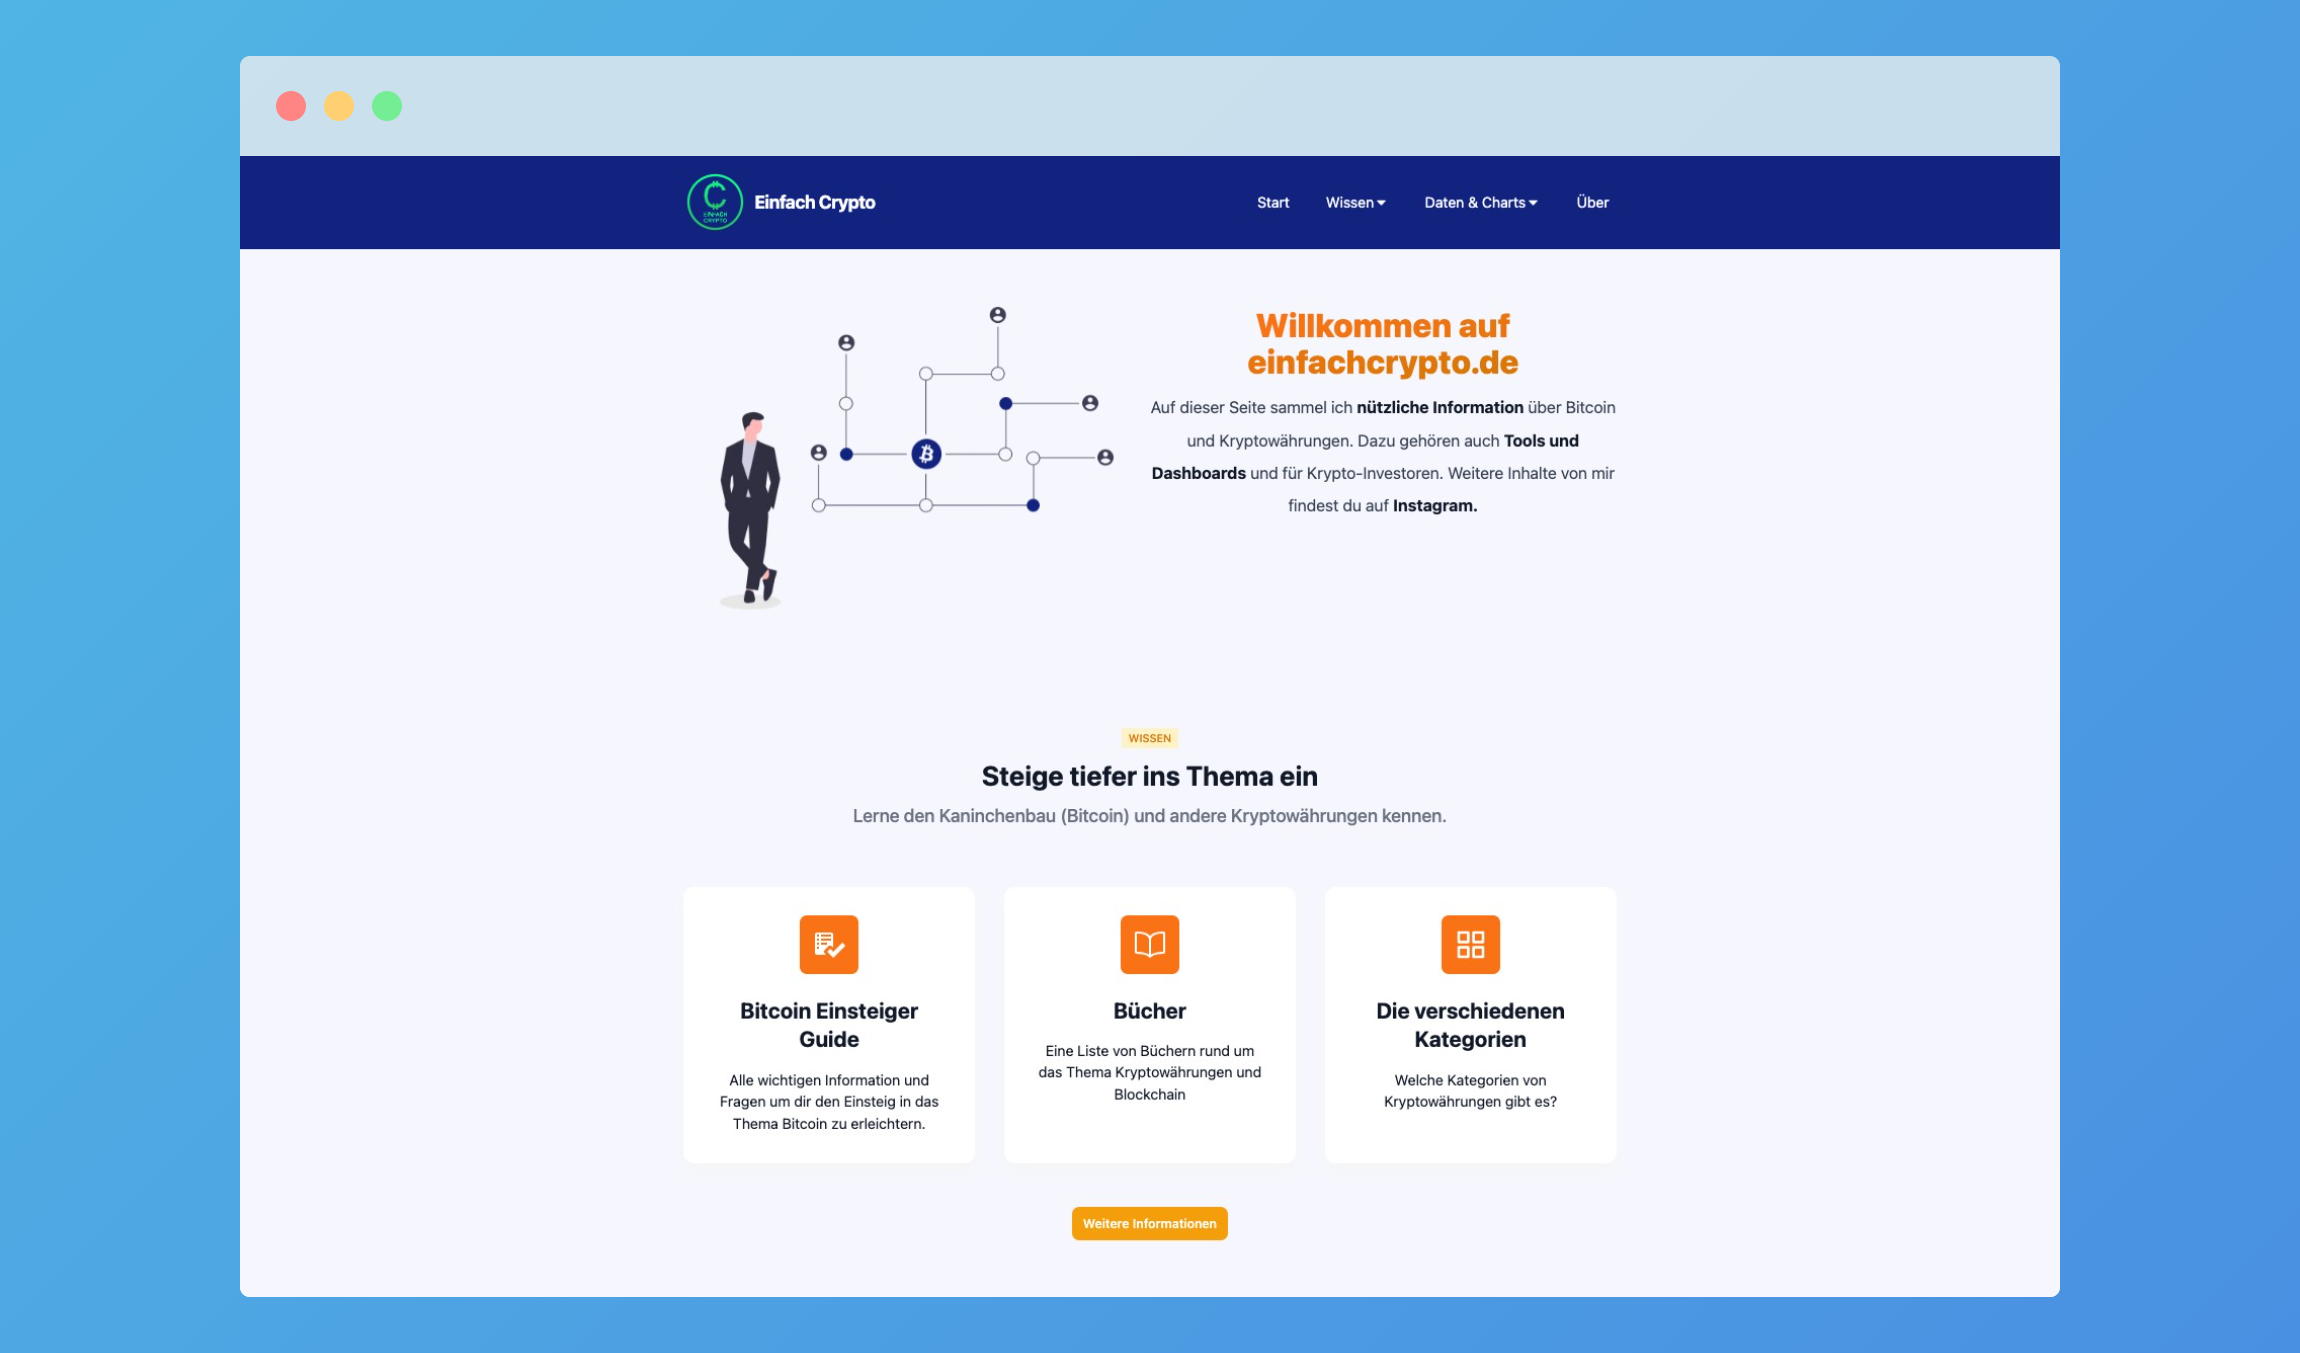 EINFACH
CRYPTO
Einfach Crypto
Start
Wissen
Daten & Charts
Über
Willkommen auf
einfachcrypto.de
Auf dieser Seite sammel ich nützliche Information über Bitcoin
und Kryptowährungen. Dazu gehören auch Tools und
Dashboards und für Krypto-Investoren. Weitere Inhalte von mir
findest du auf Instagram.
WISSEN
Steige tiefer ins Thema ein
Lerne den Kaninchenbau (Bitcoin) und andere Kryptowährungen kennen.
Bitcoin Einsteiger
Guide
Alle wichtigen Information und
Fragen um dir den Einsteig in das
Thema Bitcoin zu erleichtern.
Bücher
Eine Liste von Büchern rund um
das Thema Kryptowährungen und
Blockchain
Die verschiedenen
Kategorien
Welche Kategorien von
Kryptowährungen gibt es?
Weitere Informationen